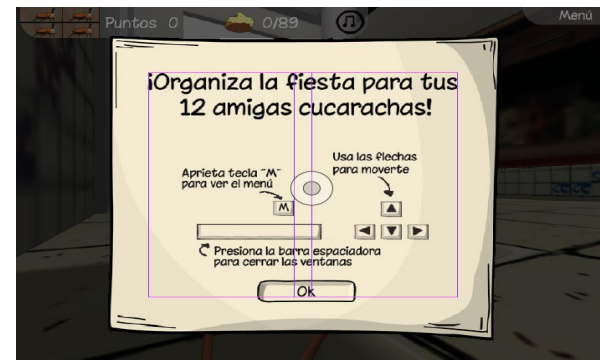 Puntos 0
0/89
Menú
¡Organiza la fiesta para tus
12 amigas cucarachas!
Aprieta tecla "M"
para ver el menú
M
Usa las flechas
para moverte
Presiona la barra espaciadora
para cerrar las ventanas
Ok